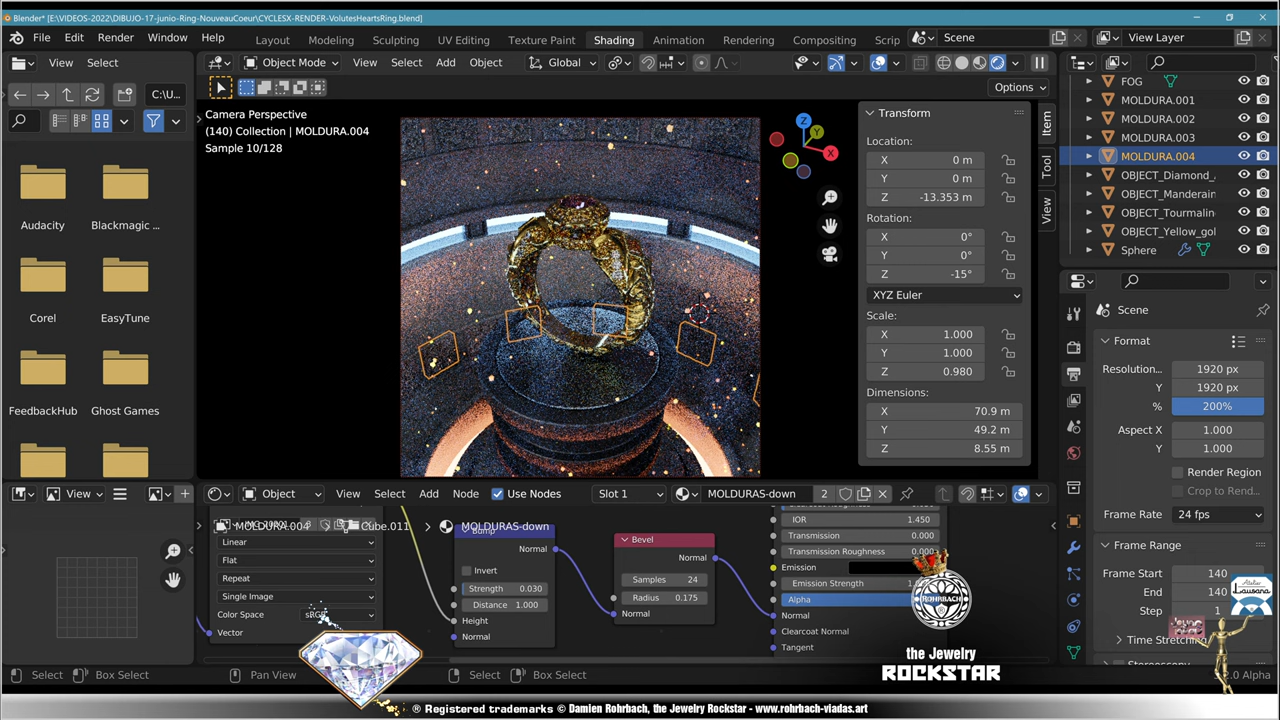 Blender* [E:\VIDEOS-2022\DIBUJO-17-junio-Ring-NouveauCoeur\CYCLESX-RENDER-VolutesHeartsRing.blend]
File Edit Render Window Help
Layout Modeling Sculpting UV Editing Texture Paint Shading Animation Rendering Compositing Scrip
Scene
View Layer
View Select
Object Mode View Select Add Object Global
C:\U...
Options
Camera Perspective
(140) Collection | MOLDURA.004
Sample 10/128
Audacity
Blackmagic ...
Corel
EasyTune
FeedbackHub
Ghost Games
Z
Y
X
Transform
Location:
X 0 m
Y 0 m
Z -13.353 m
Rotation:
X 0°
Y 0°
Z -15°
XYZ Euler
Scale:
X 1.000
Y 1.000
Z 0.980
Dimensions:
X 70.9 m
Y 49.2 m
Z 8.55 m
Item
Tool
View
FOG
MOLDURA.001
MOLDURA.002
MOLDURA.003
MOLDURA.004
OBJECT_Diamond_
OBJECT_Manderain
OBJECT_Tourmalin
OBJECT_Yellow_gol
Sphere
Scene
Format
Resolution... 1920 px
Y 1920 px
% 200%
Aspect X 1.000
Y 1.000
Render Region
Crop to Rend...
Frame Rate 24 fps
Frame Range
Frame Start 140
End 140
Step 1
Time Stretching
View
Object View Select Add Node Use Nodes Slot 1 MOLDURAS-down 2
MOLDURA.004 Cube.011 MOLDURAS-down
Linear
Flat
Repeat
Single Image
Color Space sRGB
Vector
Bump
Normal
Invert
Strength 0.030
Distance 1.000
Height
Normal
Bevel
Normal
Samples 24
Radius 0.175
Normal
IOR 1.450
Transmission 0.000
Transmission Roughness 0.000
Emission
Emission Strength
Alpha
Normal
Clearcoat Normal
Tangent
ROHRBACH
Atelier
Lausana
Select Box Select Pan View Select Box Select
.0 Alpha
the Jewelry
ROCKSTAR
® Registered trademarks © Damien Rohrbach, the Jewelry Rockstar - www.rohrbach-viadas.art